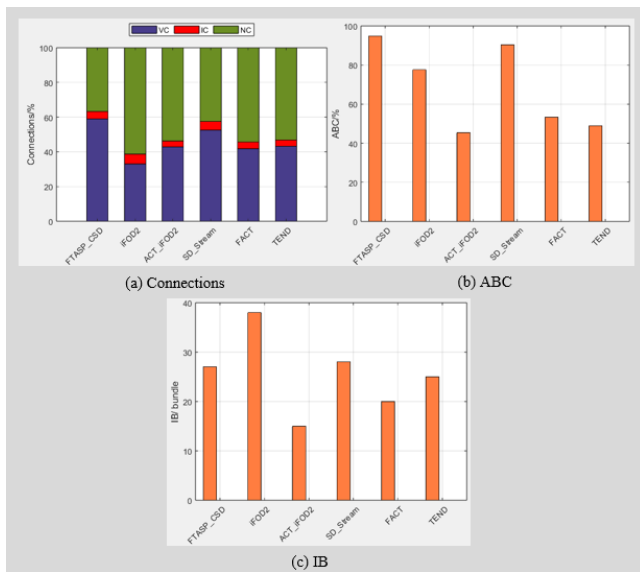 VC IC NC
Connections/%
100
80
60
40
20
0
FTASP_CSD iFOD2 ACT_iFOD2 SD_Stream FACT TEND
(a) Connections
ABC/%
100
80
60
40
20
0
FTASP_CSD iFOD2 ACT_iFOD2 SD_Stream FACT TEND
(b) ABC
IB/ bundle
40
30
20
10
0
FTASP_CSD iFOD2 ACT_iFOD2 SD_Stream FACT TEND
(c) IB